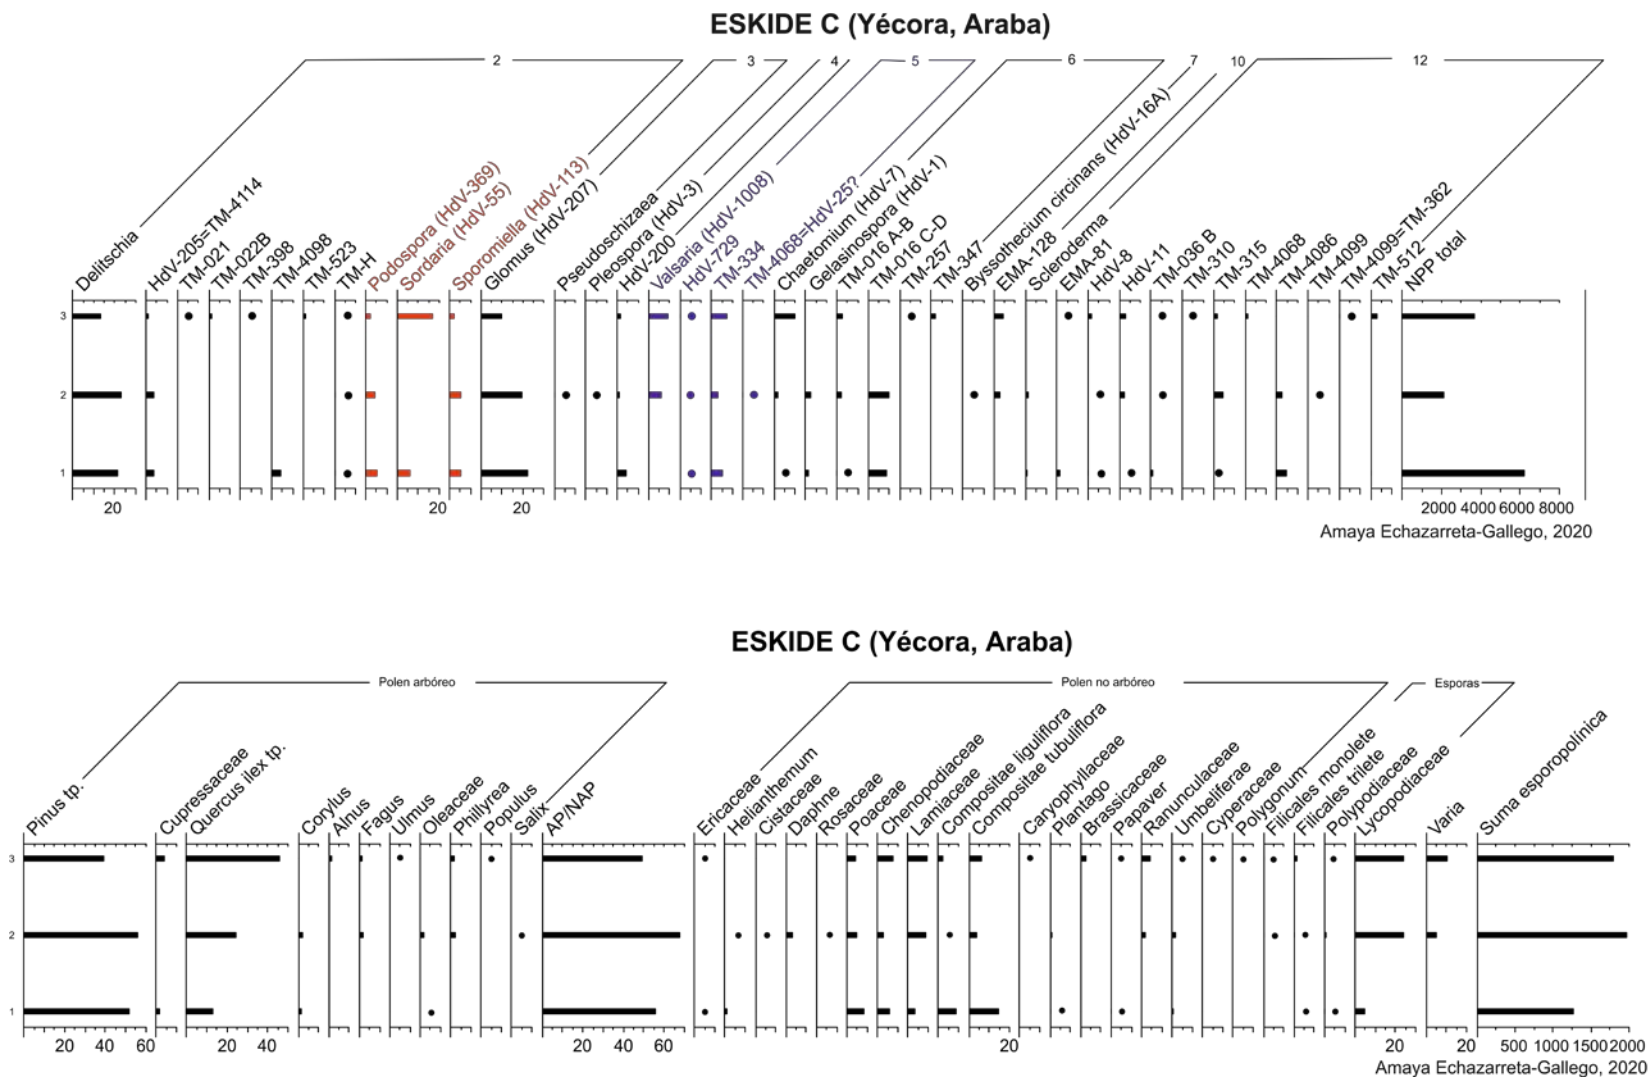 ESKIDE C (Yécora, Araba)
2
3
4
5
6
7
10
12
Delitschia
HdV-205=TM-4114
TM-021
TM-022B
TM-398
TM-4098
TM-523
TM-H
Podospora (HdV-369)
Sordaria (HdV-55)
Sporomiella (HdV-113)
Glomus (HdV-207)
Pseudoschizaea
Pleospora (HdV-3)
HdV-200
Valsaria (HdV-1008)
HdV-729
TM-334
TM-4068=HdV-25?
Chaetomium (HdV-7)
Gelasinospora (HdV-1)
TM-016 A-B
TM-016 C-D
TM-257
TM-347
Byssothecium circinans (HdV-16A)
EMA-128
Scleroderma
EMA-81
HdV-8
HdV-11
TM-036 B
TM-310
TM-315
TM-4068
TM-4086
TM-4099
TM-4099=TM-362
TM-512
NPP total
3
2
1
20
20
20
2000 4000 6000 8000
Amaya Echazarreta-Gallego, 2020
ESKIDE C (Yécora, Araba)
Polen arbóreo
Polen no arbóreo
Esporas
Pinus tp.
Cupressaceae
Quercus ilex tp.
Corylus
Alnus
Fagus
Ulmus
Oleaceae
Phillyrea
Populus
Salix
AP/NAP
Ericaceae
Helianthemum
Cistaceae
Daphne
Rosaceae
Poaceae
Chenopodiaceae
Lamiaceae
Compositae liguliflora
Compositae tubuliflora
Caryophyllaceae
Plantago
Brassicaceae
Papaver
Ranunculaceae
Umbeliferae
Cyperaceae
Polygonum
Filicales monolete
Filicales trilete
Polypodiaceae
Lycopodiaceae
Varia
Suma esporopolínica
3
2
1
20 40 60
20 40
20 40 60
20
20
20
500 1000 1500 2000
Amaya Echazarreta-Gallego, 2020